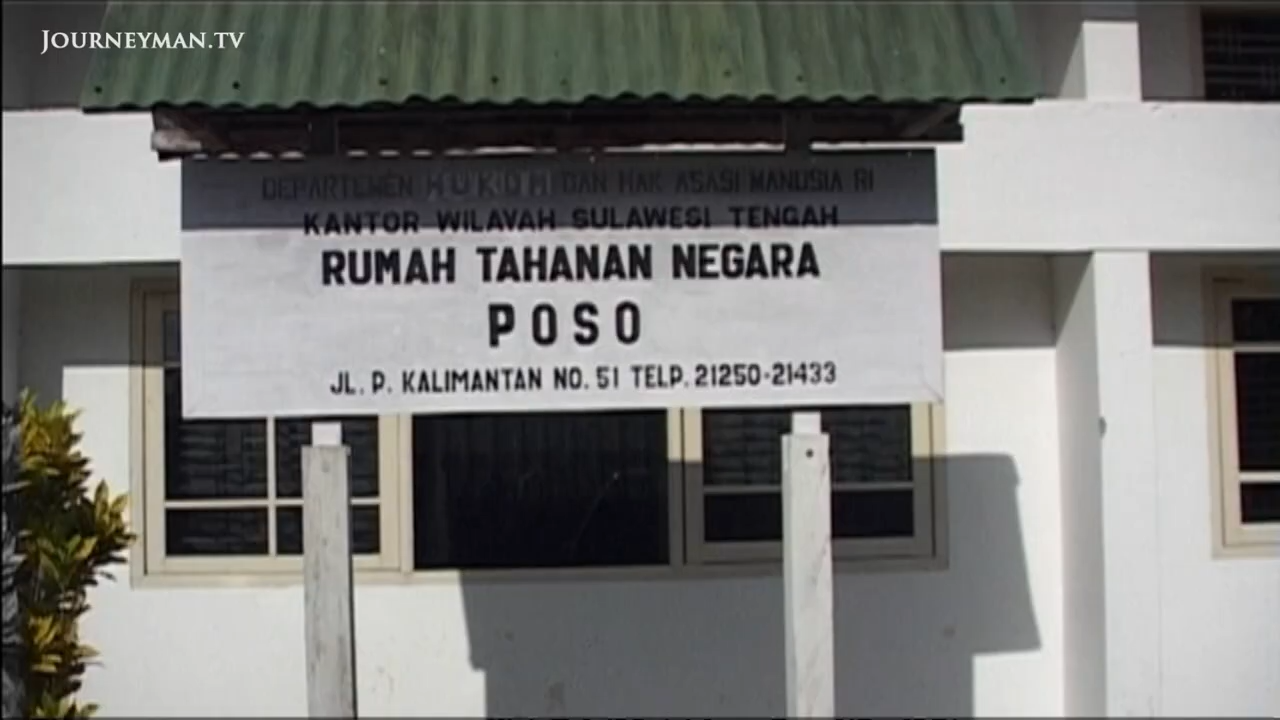 JOURNEYMAN.TV
DEPARTEMEN HUKUM DAN HAK ASASI MANUSIA RI
KANTOR WILAYAH SULAWESI TENGAH
RUMAH TAHANAN NEGARA
POSO
JL. P. KALIMANTAN NO. 51 TELP. 21250-21433